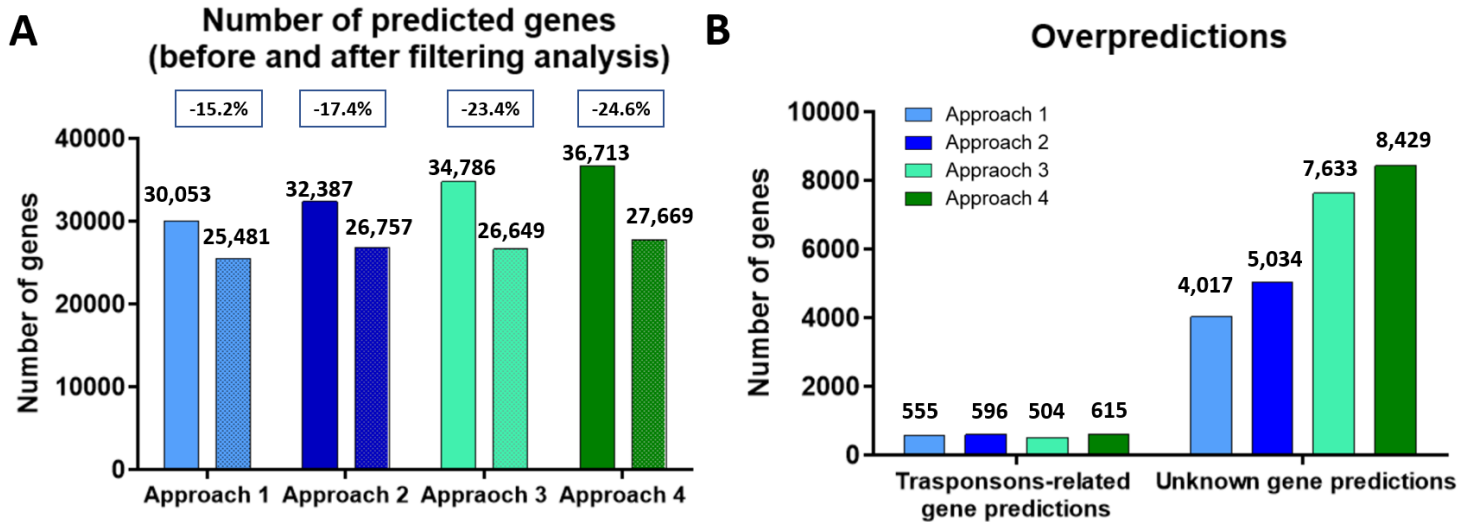 A
Number of predicted genes
(before and after filtering analysis)
-15.2%
-17.4%
-23.4%
-24.6%
Number of genes
40000
30000
20000
10000
0
30,053
25,481
32,387
26,757
34,786
26,649
36,713
27,669
Approach 1
Approach 2
Appraoch 3
Approach 4
B
Overpredictions
Approach 1
Approach 2
Appraoch 3
Approach 4
Number of genes
10000
8000
6000
4000
2000
0
555
596
504
615
4,017
5,034
7,633
8,429
Trasponsons-related
gene predictions
Unknown gene predictions